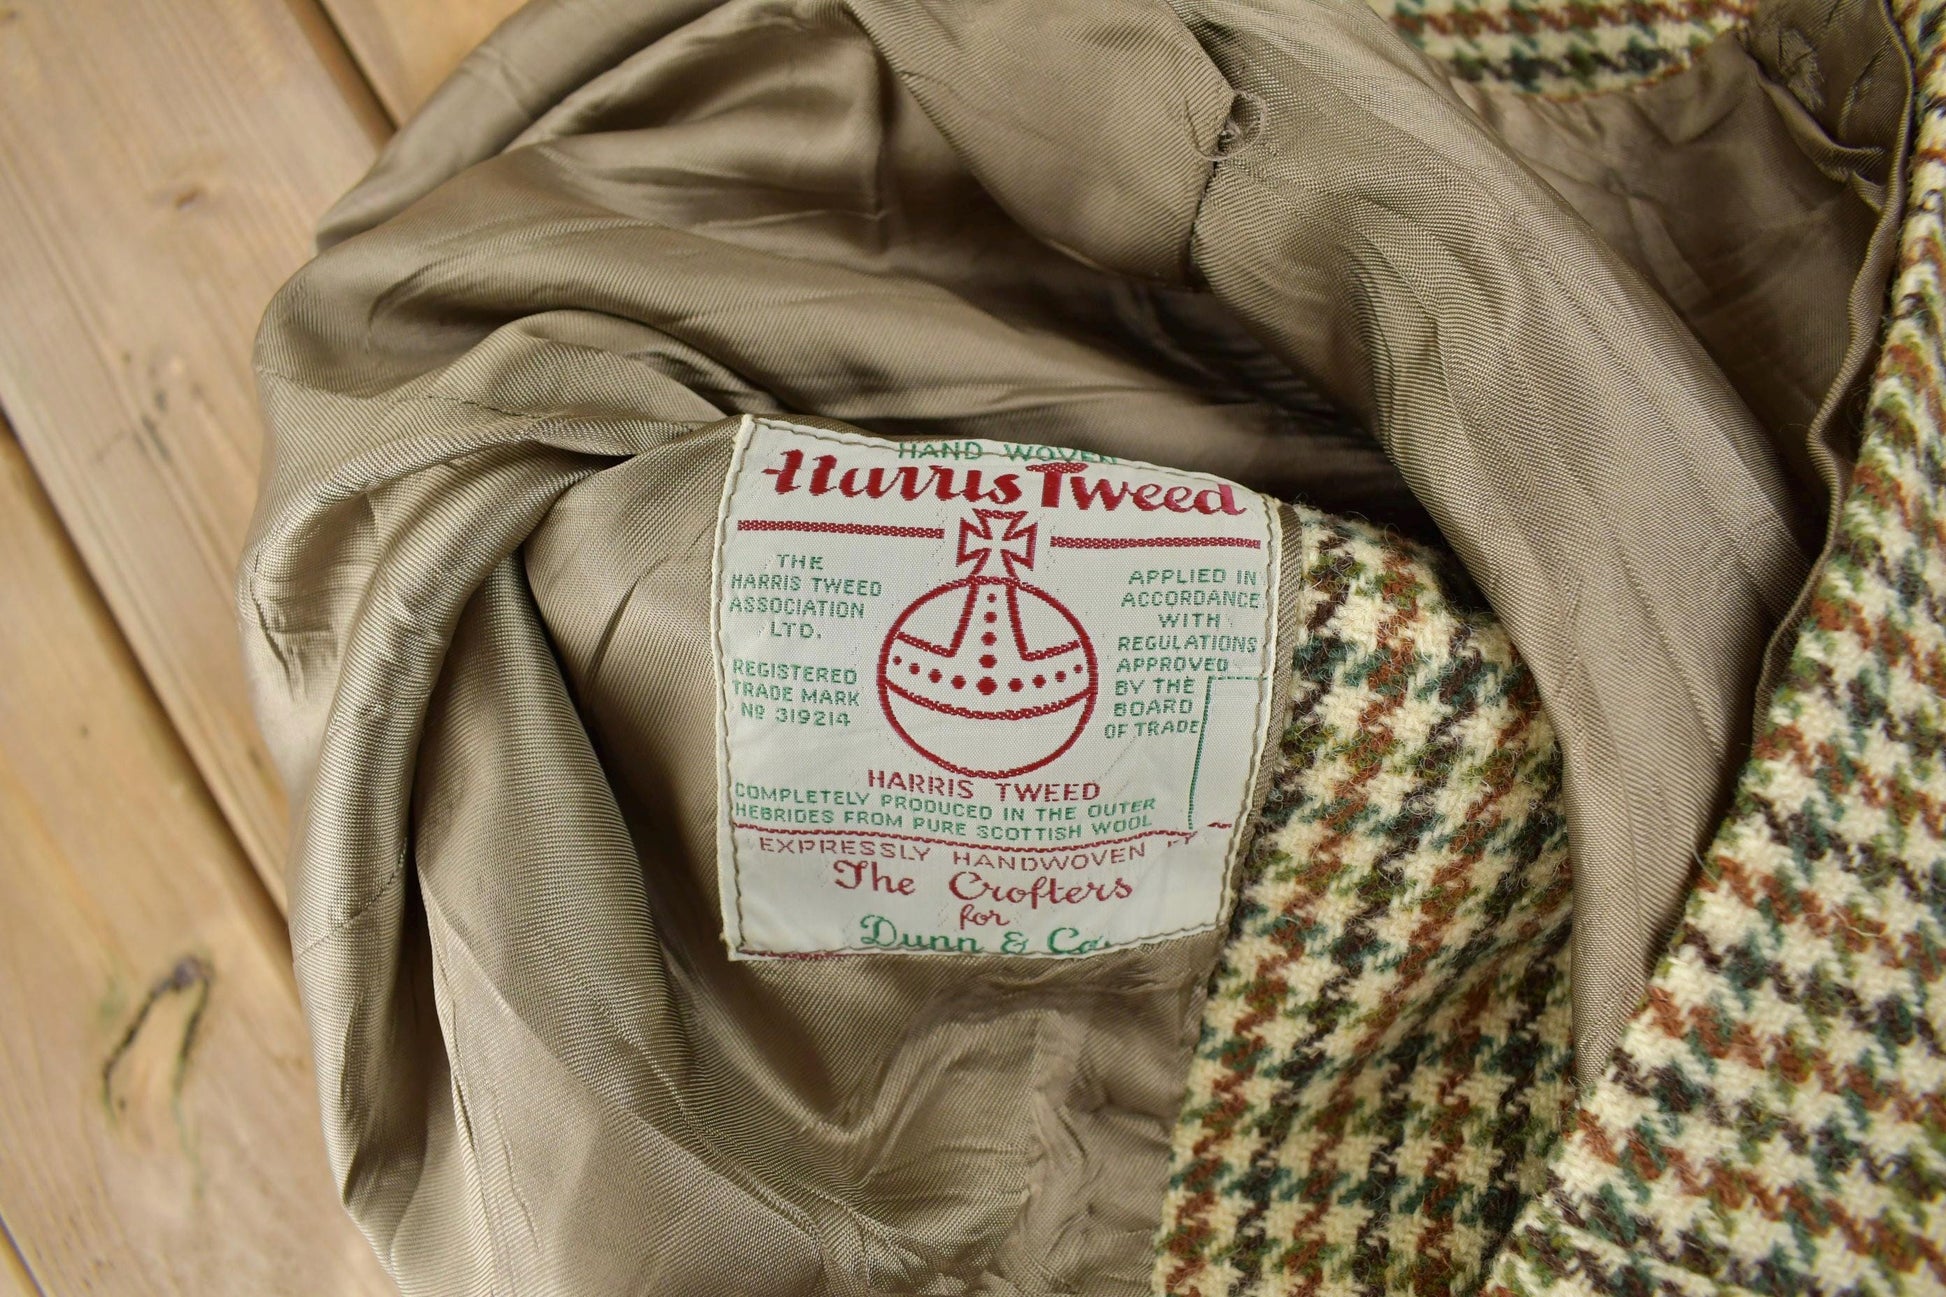 HAND WOVEN
Harris Tweed
THE
HARRIS TWEED
ASSOCIATION
LTD.
REGISTERED
TRADE MARK
Nº 319214
APPLIED IN
ACCORDANCE
WITH
REGULATIONS
APPROVED
BY THE
BOARD
OF TRADE
HARRIS TWEED
COMPLETELY PRODUCED IN THE OUTER
HEBRIDES FROM PURE SCOTTISH WOOL
EXPRESSLY HANDWOVEN
The Crofters
for
Dunn & Co